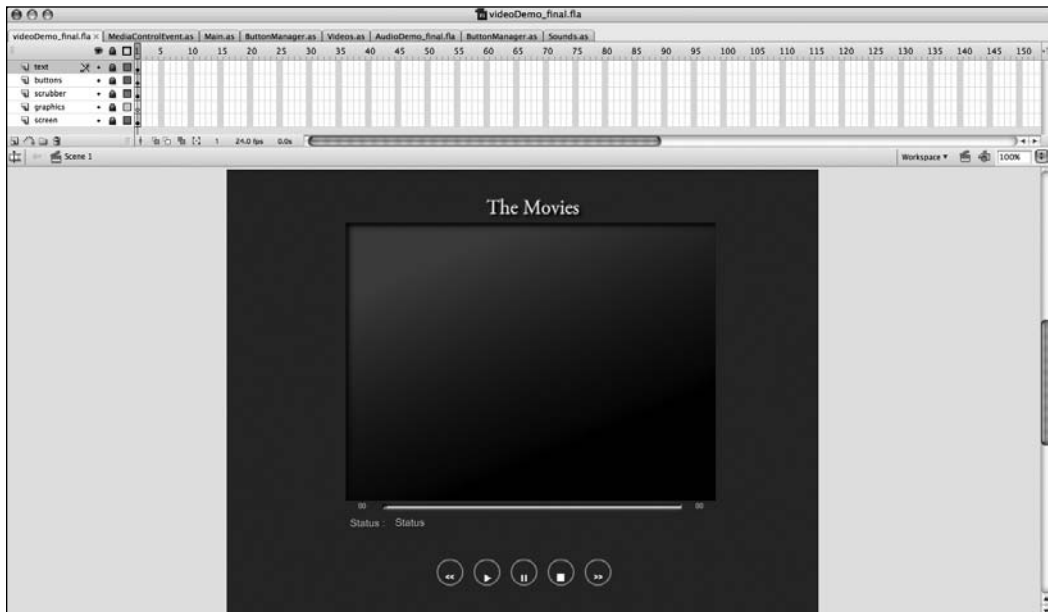 videoDemo_final.fla
videoDemo_final.fla × MediaControlEvent.as Main.as ButtonManager.as Videos.as AudioDemo_final.fla ButtonManager.as Sounds.as
1 5 10 15 20 25 30 35 40 45 50 55 60 65 70 75 80 85 90 95 100 105 110 115 120 125 130 135 140 145 150
text
buttons
scrubber
graphics
screen
1 24.0 fps 0.0s
Scene 1 Workspace 100%
The Movies
00 00
Status : Status